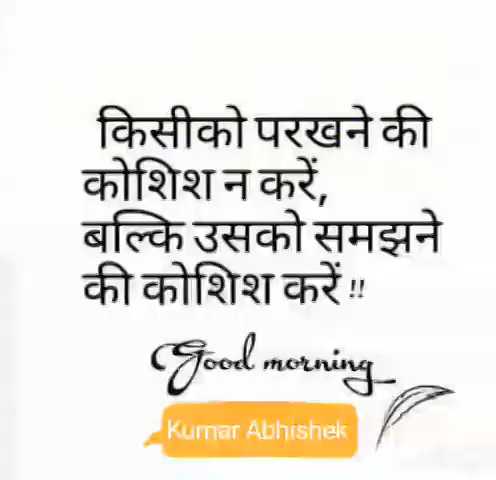 किसीको परखने की
कोशिश न करें,
बल्कि उसको समझने
की कोशिश करें !!
Good morning
Kumar Abhishek